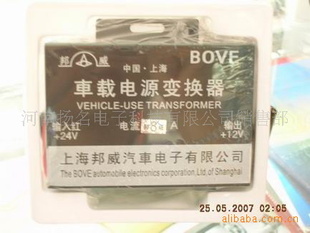 邦 威
BOVE
中国·上海
車载电源变换器
VEHICLE-USE TRANSFORMER
输入红
+24V
电流 8 A
输出
+12V
上海邦威汽車电子有限公司
The BOVE automobile electronics corporation,Ltd,of Shanghai
25.05.2007 02:05
alibaba.com.cn